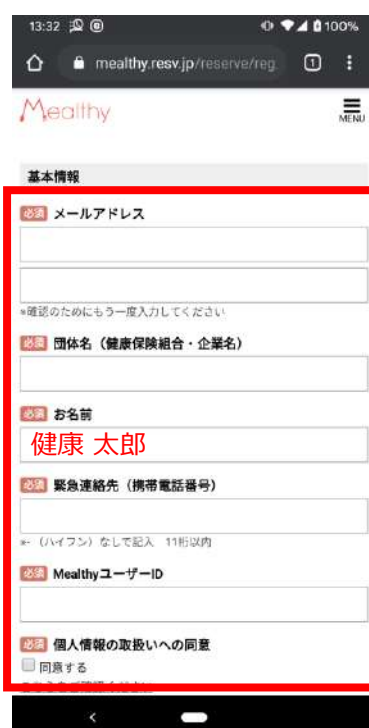 13:32
100%
mealthy.resv.jp/reserve/reg
1
Mealthy
MENU
基本情報
必須 メールアドレス
*確認のためにもう一度入力してください
必須 団体名（健康保険組合・企業名）
必須 お名前
健康 太郎
必須 緊急連絡先（携帯電話番号）
*-（ハイフン）なしで記入 11桁以内
必須 MealthyユーザーID
必須 個人情報の取扱いへの同意
同意する